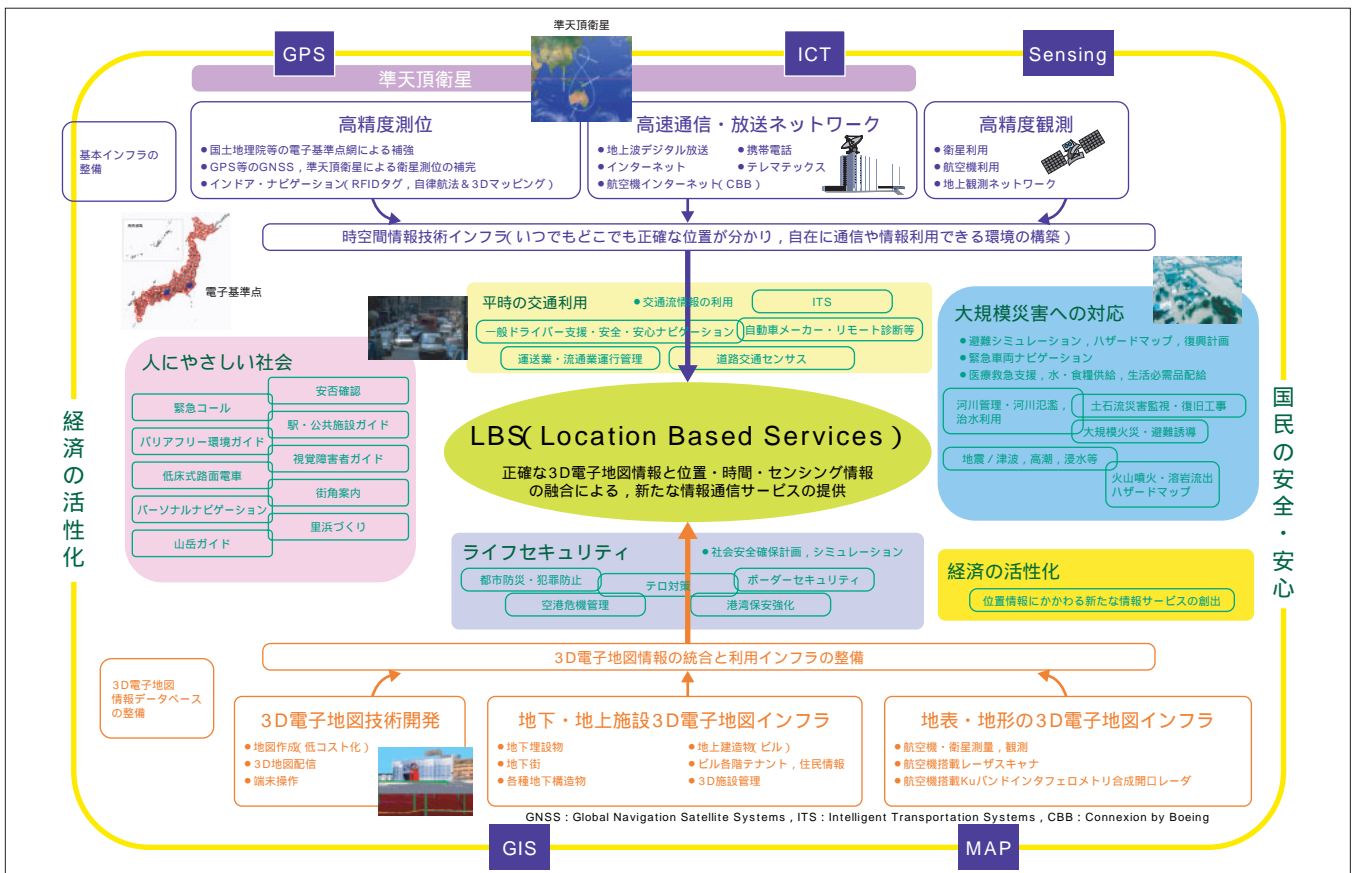 準天頂衛星
GPS
ICT
Sensing
準天頂衛星
基本インフラの
整備
高精度測位
●国土地理院等の電子基準点網による補強
●GPS等のGNSS，準天頂衛星による衛星測位の補完
●インドア・ナビゲーション（RFIDタグ，自律航法＆3Dマッピング）
高速通信・放送ネットワーク
●地上波デジタル放送
●インターネット
●航空機インターネット（CBB）
●携帯電話
●テレマテックス
高精度観測
●衛星利用
●航空機利用
●地上観測ネットワーク
時空間情報技術インフラ（いつでもどこでも正確な位置が分かり，自在に通信や情報利用できる環境の構築）
電子基準点
平時の交通利用
●交通流情報の利用
ITS
一般ドライバー支援・安全・安心ナビゲーション
自動車メーカー・リモート診断等
運送業・流通業運行管理
道路交通センサス
大規模災害への対応
●避難シミュレーション，ハザードマップ，復興計画
●緊急車両ナビゲーション
●医療救急支援，水・食糧供給，生活必需品配給
河川管理・河川氾濫，
治水利用
土石流災害監視・復旧工事
大規模火災・避難誘導
地震／津波，高潮，浸水等
火山噴火・溶岩流出
ハザードマップ
人にやさしい社会
安否確認
緊急コール
駅・公共施設ガイド
バリアフリー環境ガイド
視覚障害者ガイド
低床式路面電車
街角案内
パーソナルナビゲーション
里浜づくり
山岳ガイド
経済の活性化
国民の安全・安心
LBS（Location Based Services）
正確な3D電子地図情報と位置・時間・センシング情報
の融合による，新たな情報通信サービスの提供
ライフセキュリティ
●社会安全確保計画，シミュレーション
都市防災・犯罪防止
テロ対策
ボーダーセキュリティ
空港危機管理
港湾保安強化
経済の活性化
位置情報にかかわる新たな情報サービスの創出
3D電子地図情報の統合と利用インフラの整備
3D電子地図
情報データベース
の整備
3D電子地図技術開発
●地図作成（低コスト化）
●3D地図配信
●端末操作
地下・地上施設3D電子地図インフラ
●地下埋設物
●地下街
●各種地下構造物
●地上建造物（ビル）
●ビル各階テナント，住民情報
●3D施設管理
地表・地形の3D電子地図インフラ
●航空機・衛星測量，観測
●航空機搭載レーザスキャナ
●航空機搭載Kuバンドインタフェロメトリ合成開口レーダ
GNSS：Global Navigation Satellite Systems，ITS：Intelligent Transportation Systems，CBB：Connexion by Boeing
GIS
MAP